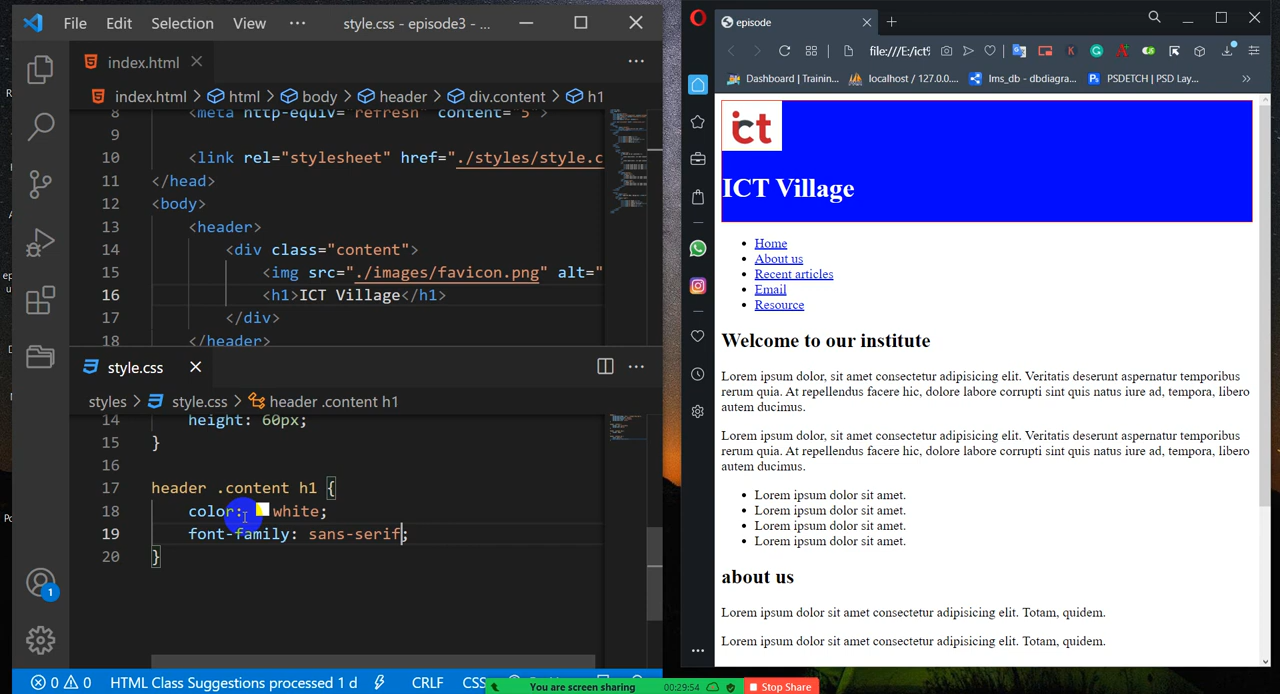 File Edit Selection View ··· style.css - episode3 - ...
index.html
index.html > html > body > header > div.content > h1
8 <meta http-equiv="refresh" content="5">
9
10 <link rel="stylesheet" href="./styles/style.c
11 </head>
12 <body>
13 <header>
14 <div class="content">
15 <img src="./images/favicon.png" alt="
16 <h1>ICT Village</h1>
17 </div>
18 </header>
style.css
styles > style.css > header .content h1
14 height: 60px;
15 }
16
17 header .content h1 {
18 color: white;
19 font-family: sans-serif;
20 }
1
0 0 HTML Class Suggestions processed 1 d CRLF CSS
You are screen sharing 00:29:54 Stop Share
episode
file:///E:/ict
Dashboard | Trainin... localhost / 127.0.0.... lms_db - dbdiagra... PSDETCH | PSD Lay...
ict
ICT Village
Home
About us
Recent articles
Email
Resource
Welcome to our institute
Lorem ipsum dolor, sit amet consectetur adipisicing elit. Veritatis deserunt aspernatur temporibus
rerum quia. At repellendus facere hic, dolore labore corrupti sint quis natus iure ad, tempora, libero
autem ducimus.
Lorem ipsum dolor, sit amet consectetur adipisicing elit. Veritatis deserunt aspernatur temporibus
rerum quia. At repellendus facere hic, dolore labore corrupti sint quis natus iure ad, tempora, libero
autem ducimus.
Lorem ipsum dolor sit amet.
Lorem ipsum dolor sit amet.
Lorem ipsum dolor sit amet.
Lorem ipsum dolor sit amet.
about us
Lorem ipsum dolor sit amet consectetur adipisicing elit. Totam, quidem.
Lorem ipsum dolor sit amet consectetur adipisicing elit. Totam, quidem.